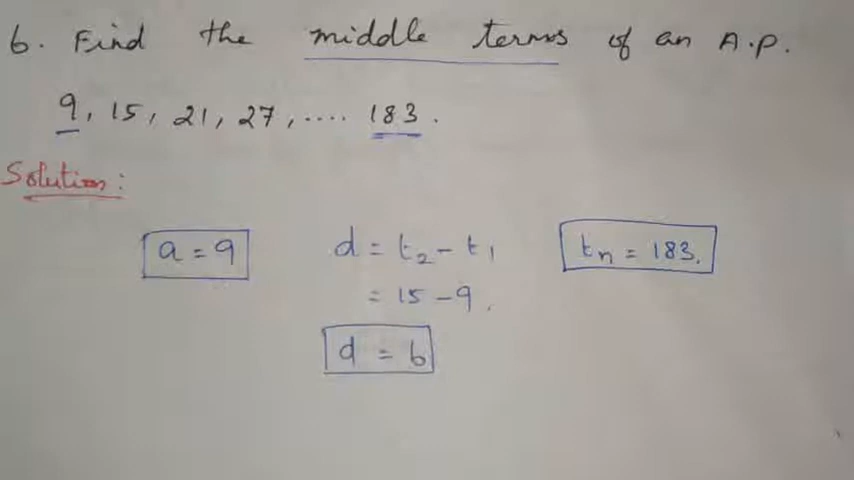 6. Find the middle terms of an A.P.
9, 15, 21, 27, .... 183.
Solution:
a = 9
d = t₂ - t₁
tₙ = 183.
= 15 - 9.
d = 6